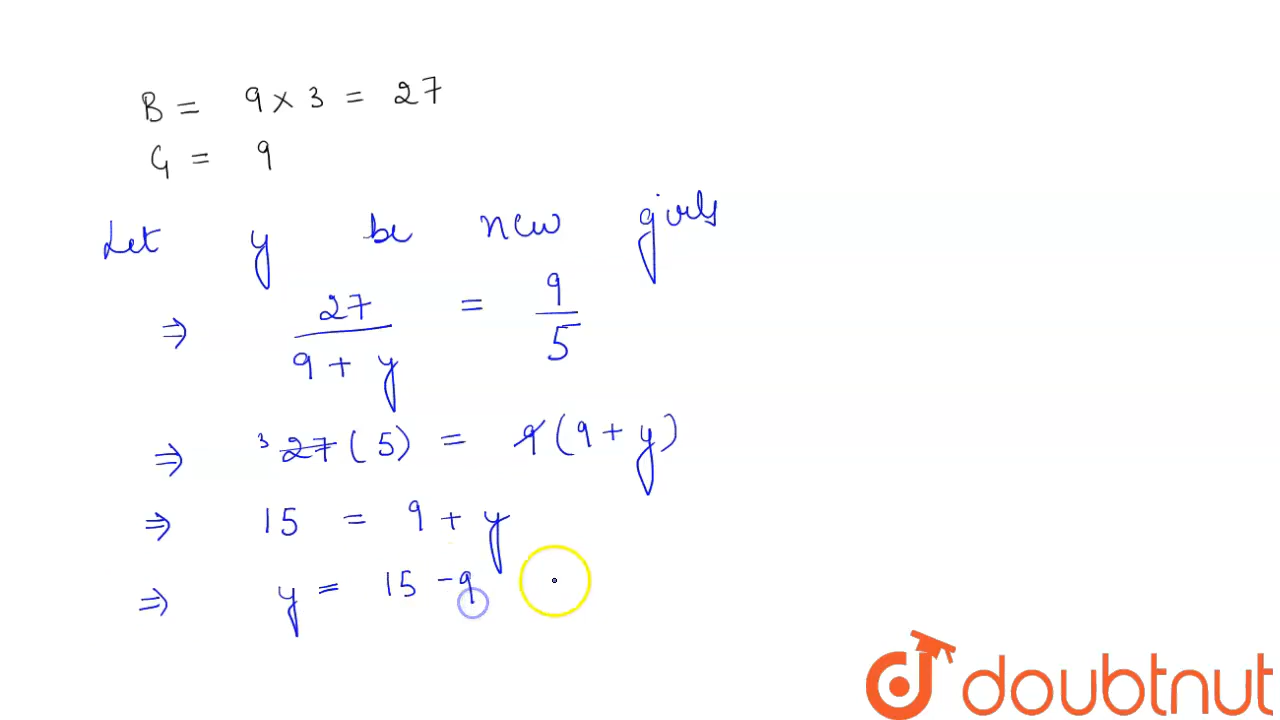 B = 9 × 3 = 27
G = 9
Let y be new girls
⇒ 27/(9 + y) = 9/5
⇒ 3 27(5) = 9(9 + y)
⇒ 15 = 9 + y
⇒ y = 15 - 9
doubtnut